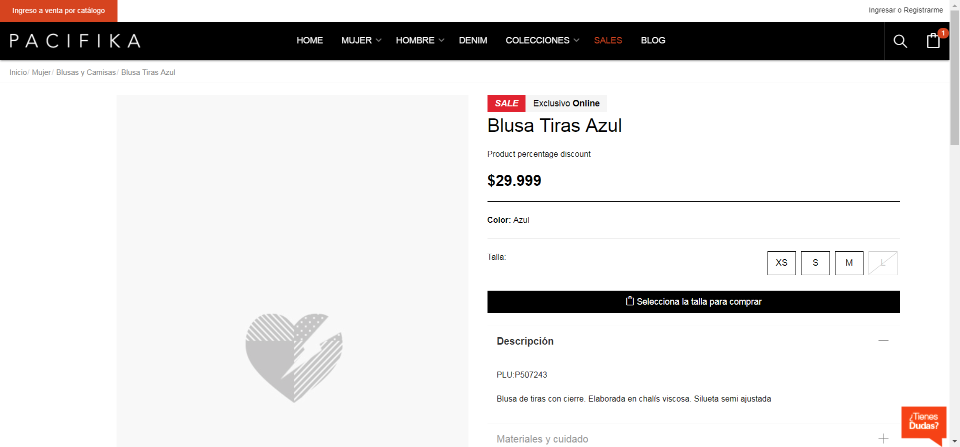 Ingreso a venta por catálogo
Ingresar o Registrarme
PACIFIKA
HOME MUJER HOMBRE DENIM COLECCIONES SALES BLOG
1
Inicio/ Mujer/ Blusas y Camisas/ Blusa Tiras Azul
SALE Exclusivo Online
Blusa Tiras Azul
Product percentage discount
$29.999
Color: Azul
Talla:
XS S M L
Selecciona la talla para comprar
Descripción
PLU:P507243
Blusa de tiras con cierre. Elaborada en chalís viscosa. Silueta semi ajustada
Materiales y cuidado
¿Tienes
Dudas?